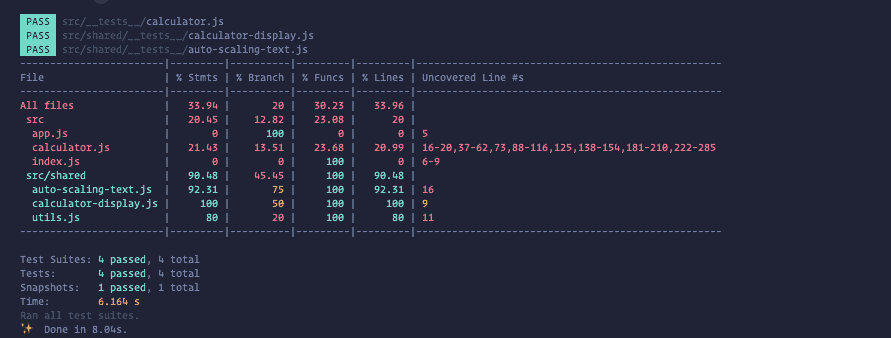 PASS src/__tests__/calculator.js
PASS src/shared/__tests__/calculator-display.js
PASS src/shared/__tests__/auto-scaling-text.js
------------------------|---------|----------|---------|---------|---------------------------------------------------
File                    | % Stmts | % Branch | % Funcs | % Lines | Uncovered Line #s
------------------------|---------|----------|---------|---------|---------------------------------------------------
All files               |   33.94 |       20 |   30.23 |   33.96 |
 src                    |   20.45 |    12.82 |   23.08 |      20 |
  app.js                |       0 |      100 |       0 |       0 | 5
  calculator.js         |   21.43 |    13.51 |   23.68 |   20.99 | 16-20,37-62,73,88-116,125,138-154,181-210,222-285
  index.js              |       0 |        0 |     100 |       0 | 6-9
 src/shared             |   90.48 |    45.45 |     100 |   90.48 |
  auto-scaling-text.js  |   92.31 |       75 |     100 |   92.31 | 16
  calculator-display.js |     100 |       50 |     100 |     100 | 9
  utils.js              |      80 |       20 |     100 |      80 | 11
------------------------|---------|----------|---------|---------|---------------------------------------------------
Test Suites: 4 passed, 4 total
Tests:       4 passed, 4 total
Snapshots:   1 passed, 1 total
Time:        6.164 s
Ran all test suites.
✨  Done in 8.04s.